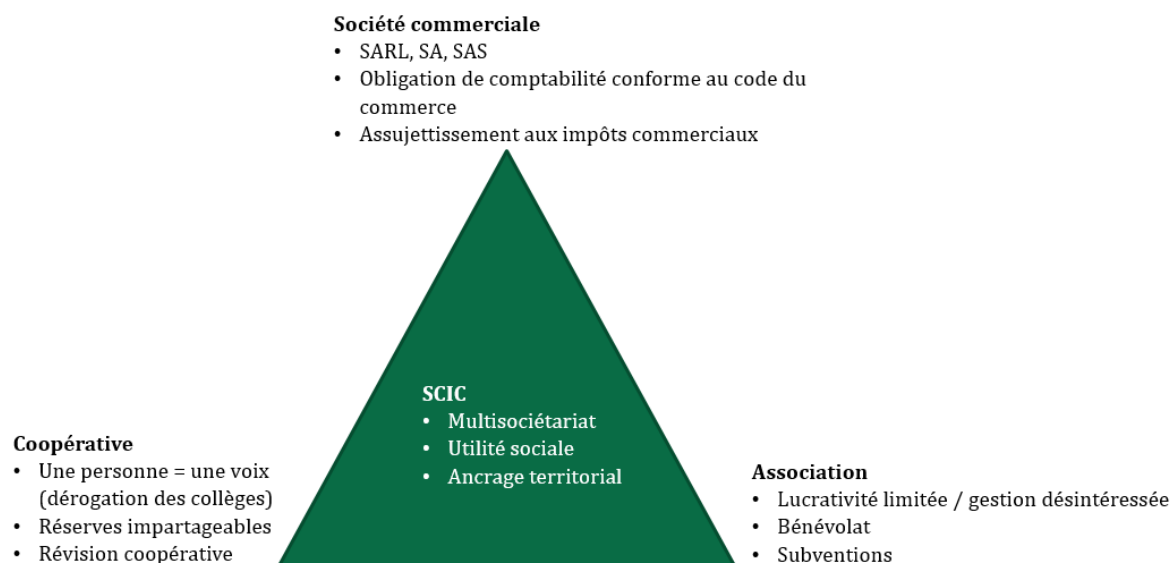 Société commerciale
• SARL, SA, SAS
• Obligation de comptabilité conforme au code du
commerce
• Assujettissement aux impôts commerciaux
SCIC
• Multisociétariat
• Utilité sociale
• Ancrage territorial
Coopérative
• Une personne = une voix
(dérogation des collèges)
• Réserves impartageables
• Révision coopérative
Association
• Lucrativité limitée / gestion désintéressée
• Bénévolat
• Subventions